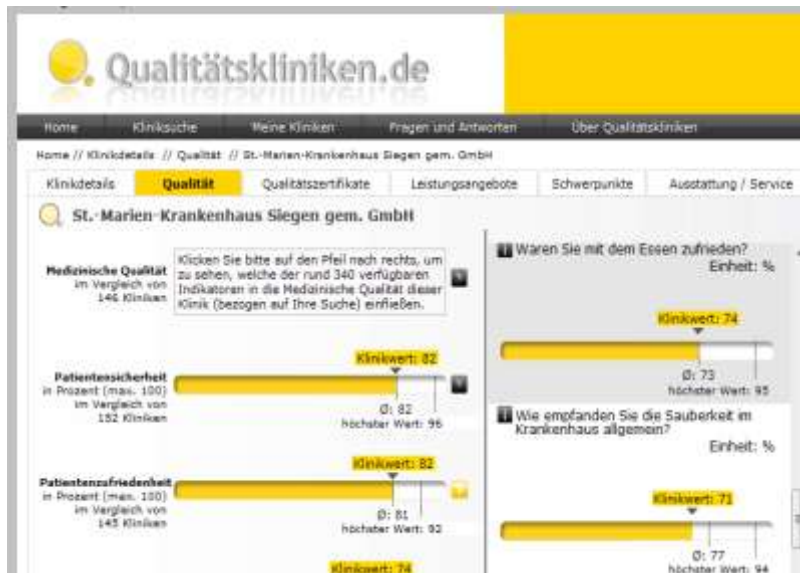 Qualitätskliniken.de
Home Kliniksuche Meine Kliniken Fragen und Antworten Über Qualitätskliniken
Home // Klinikdetails // Qualität // St.-Marien-Krankenhaus Siegen gem. GmbH
Klinikdetails Qualität Qualitätszertifikate Leistungsangebote Schwerpunkte Ausstattung / Service
St.-Marien-Krankenhaus Siegen gem. GmbH
Medizinische Qualität
im Vergleich von
146 Kliniken
Klicken Sie bitte auf den Pfeil nach rechts, um
zu sehen, welche der rund 340 verfügbaren
Indikatoren in die Medizinische Qualität dieser
Klinik (bezogen auf Ihre Suche) einfließen.
Klinikwert: 82
Patientensicherheit
in Prozent (max. 100)
im Vergleich von
152 Kliniken
Ø: 82
höchster Wert: 96
Klinikwert: 82
Patientenzufriedenheit
in Prozent (max. 100)
im Vergleich von
145 Kliniken
Ø: 81
höchster Wert: 92
Klinikwert: 74
Waren Sie mit dem Essen zufrieden?
Einheit: %
Klinikwert: 74
Ø: 73
höchster Wert: 95
Wie empfanden Sie die Sauberkeit im
Krankenhaus allgemein?
Einheit: %
Klinikwert: 71
Ø: 77
höchster Wert: 94